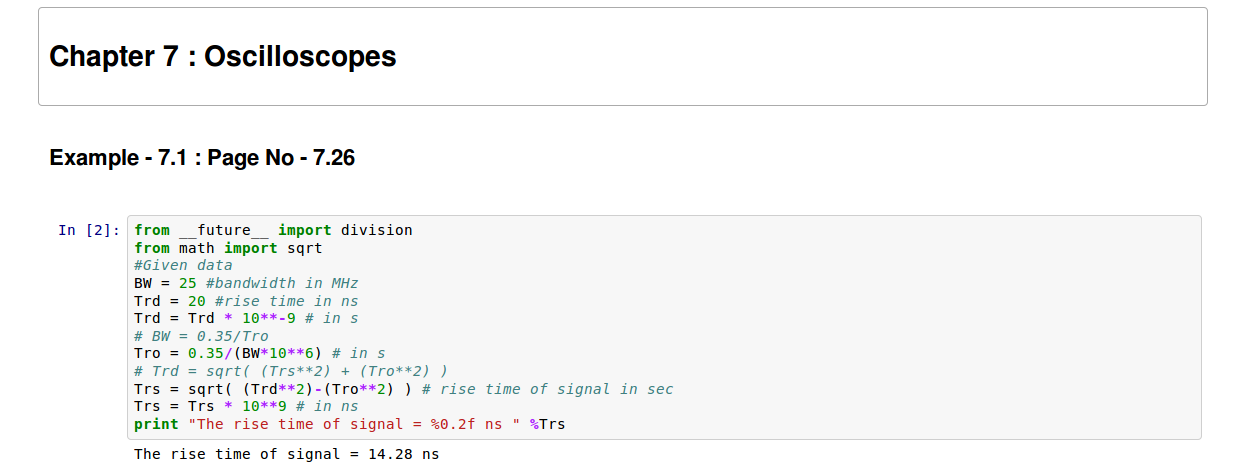 Chapter 7 : Oscilloscopes
Example - 7.1 : Page No - 7.26
In [2]: from __future__ import division
from math import sqrt
#Given data
BW = 25 #bandwidth in MHz
Trd = 20 #rise time in ns
Trd = Trd * 10**-9 # in s
# BW = 0.35/Tro
Tro = 0.35/(BW*10**6) # in s
# Trd = sqrt( (Trs**2) + (Tro**2) )
Trs = sqrt( (Trd**2)-(Tro**2) ) # rise time of signal in sec
Trs = Trs * 10**9 # in ns
print "The rise time of signal = %0.2f ns " %Trs
The rise time of signal = 14.28 ns